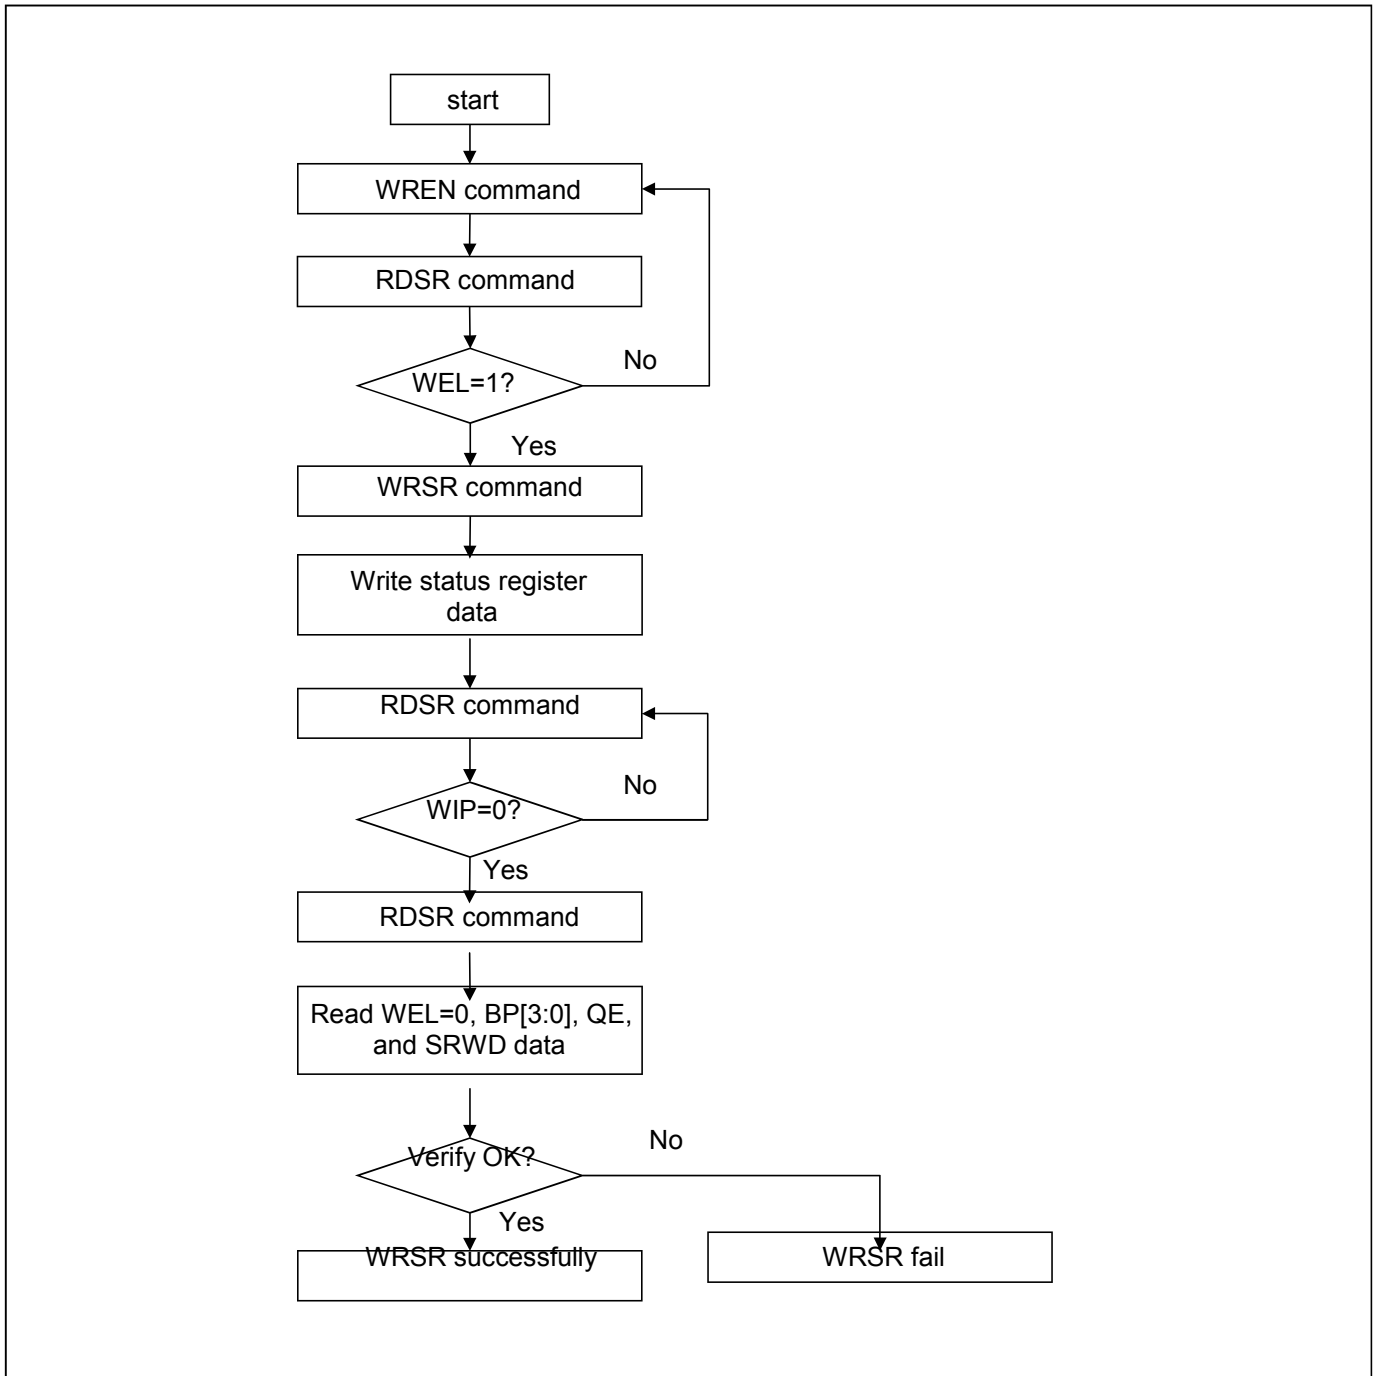 start
WREN command
RDSR command
No
WEL=1?
Yes
WRSR command
Write status register
data
RDSR command
No
WIP=0?
Yes
RDSR command
Read WEL=0, BP[3:0], QE,
and SRWD data
No
Verify OK?
Yes
WRSR successfully
WRSR fail